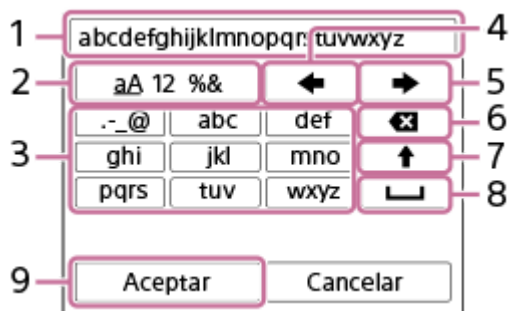 1 abcdefghijklmnopqrstuvwxyz 4
2 aA 12 %& 5
.-_@ abc def 6
3 ghi jkl mno 7
pqrs tuv wxyz 8
9 Aceptar Cancelar